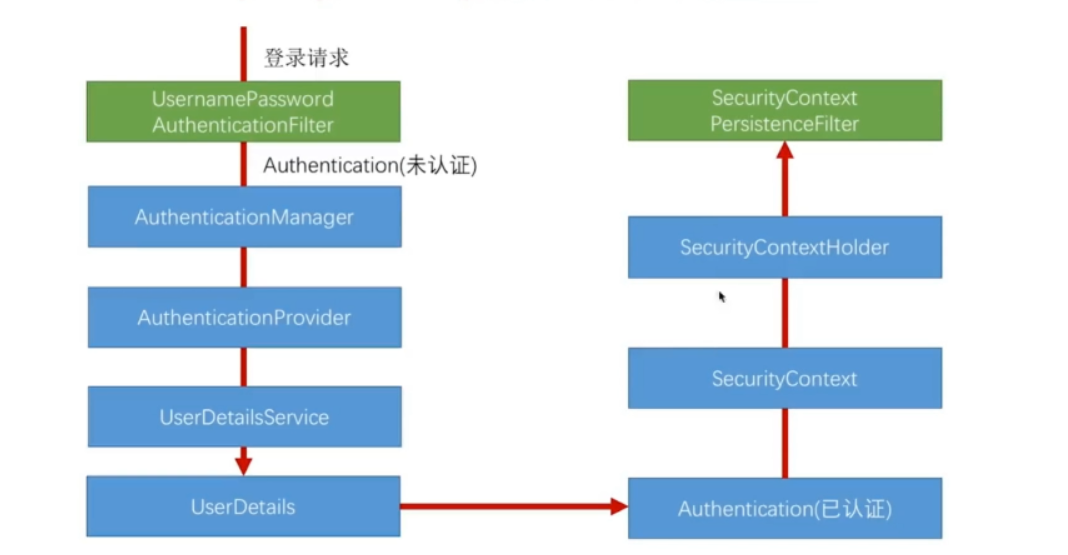 登录请求
UsernamePassword
AuthenticationFilter
Authentication(未认证)
AuthenticationManager
AuthenticationProvider
UserDetailsService
UserDetails
SecurityContext
PersistenceFilter
SecurityContextHolder
SecurityContext
Authentication(已认证)